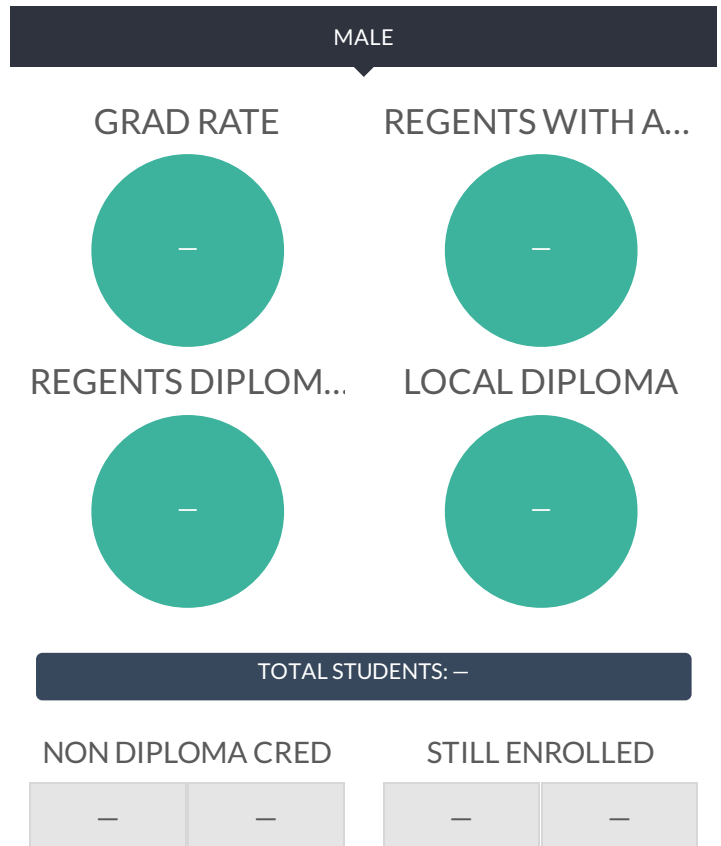 MALE
GRAD RATE
REGENTS WITH A...
—
—
REGENTS DIPLOM...
LOCAL DIPLOMA
—
—
TOTAL STUDENTS: —
NON DIPLOMA CRED
STILL ENROLLED
— —
— —